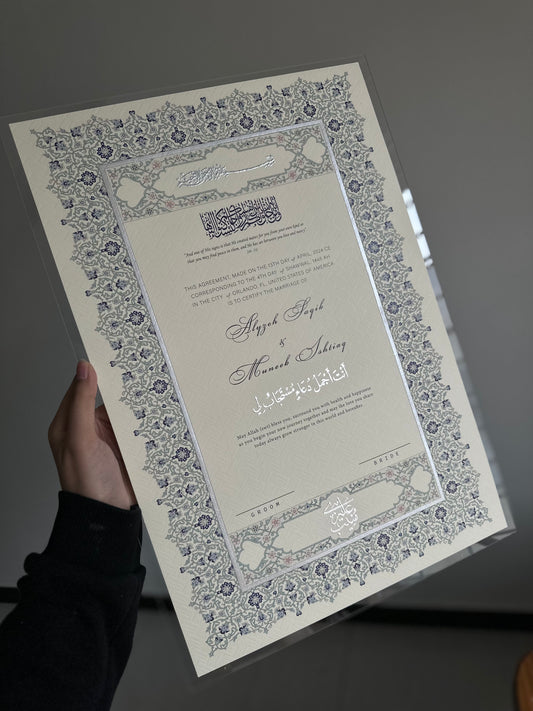 "And one of His signs is that He created mates for you from your own kind so
that you may find peace in them, and He has set between you love and mercy"
THIS AGREEMENT, MADE ON THE 13TH DAY of APRIL, 2024 CE
CORRESPONDING TO THE 4TH DAY of SHAWWAL, 1445 AH
IN THE CITY of ORLANDO, FL, UNITED STATES OF AMERICA
IS TO CERTIFY THE MARRIAGE OF
Alyzeh Saqib
&
Muneeb Ishtiaq
أنت أجمل دعاء مستجاب لي
May Allah (swt) bless you, surround you with health and happiness
as you begin your new journey together and may the love you share
today always grow stronger in this world and hereafter.
GROOM
BRIDE